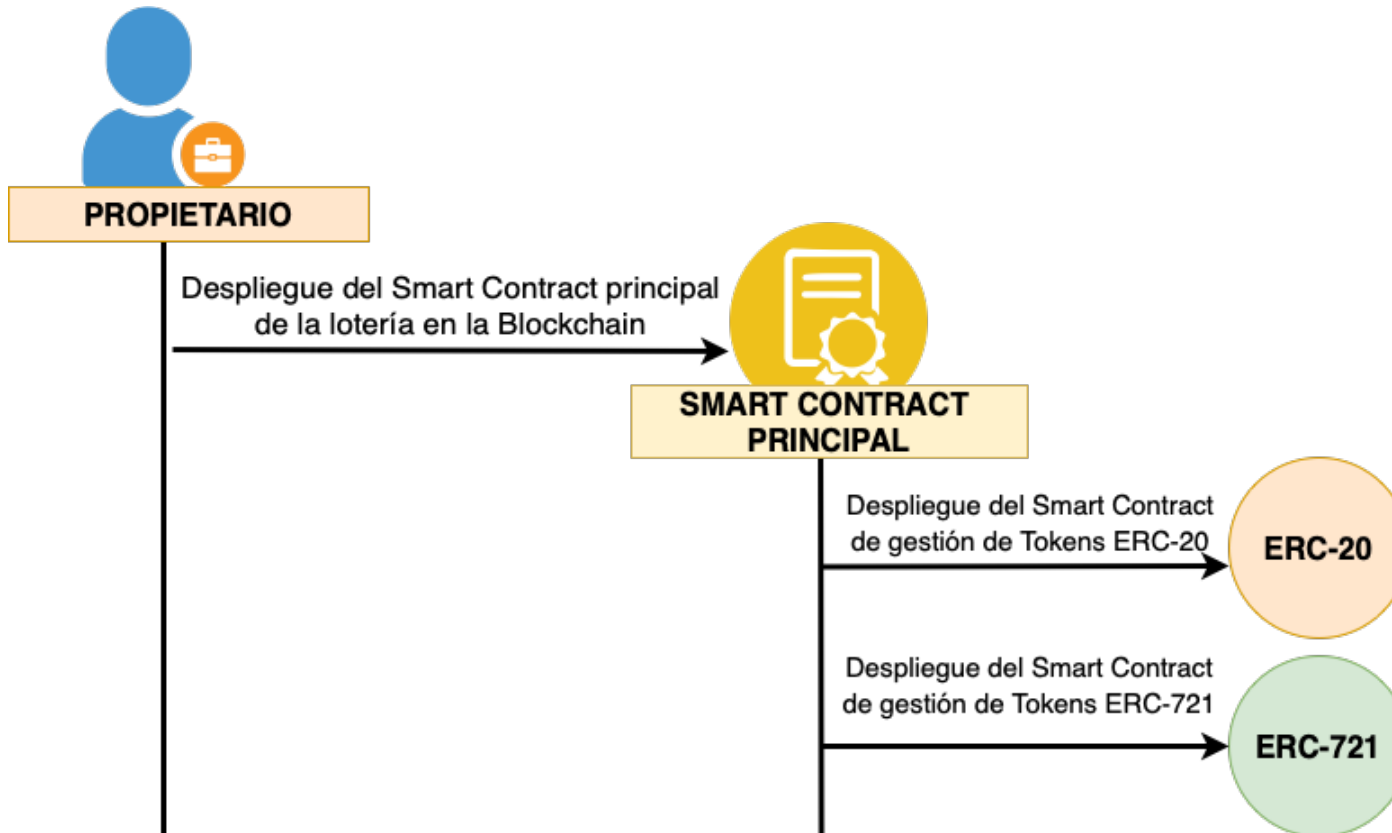 PROPIETARIO
Despliegue del Smart Contract principal
de la lotería en la Blockchain
SMART CONTRACT
PRINCIPAL
Despliegue del Smart Contract
de gestión de Tokens ERC-20
ERC-20
Despliegue del Smart Contract
de gestión de Tokens ERC-721
ERC-721